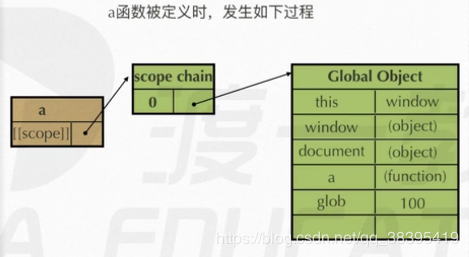 a函数被定义时，发生如下过程
a
[[scope]]
scope chain
0
Global Object
this window
window (object)
document (object)
a (function)
glob 100
https://blog.csdn.net/qq_38395419